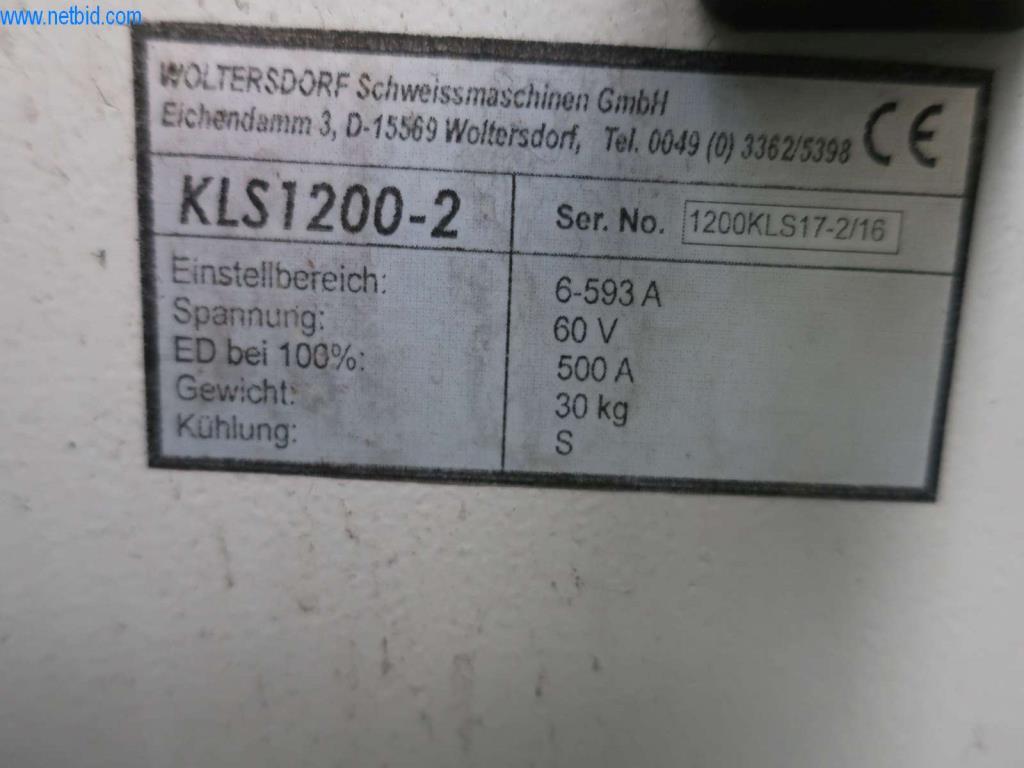 www.netbid.com
WOLTERSDORF Schweissmaschinen GmbH
Eichendamm 3, D-15569 Woltersdorf, Tel. 0049 (0) 3362/5398 CE
KLS1200-2 Ser. No. 1200KLS17-2/16
Einstellbereich: 6-593 A
Spannung: 60 V
ED bei 100%: 500 A
Gewicht: 30 kg
Kühlung: S